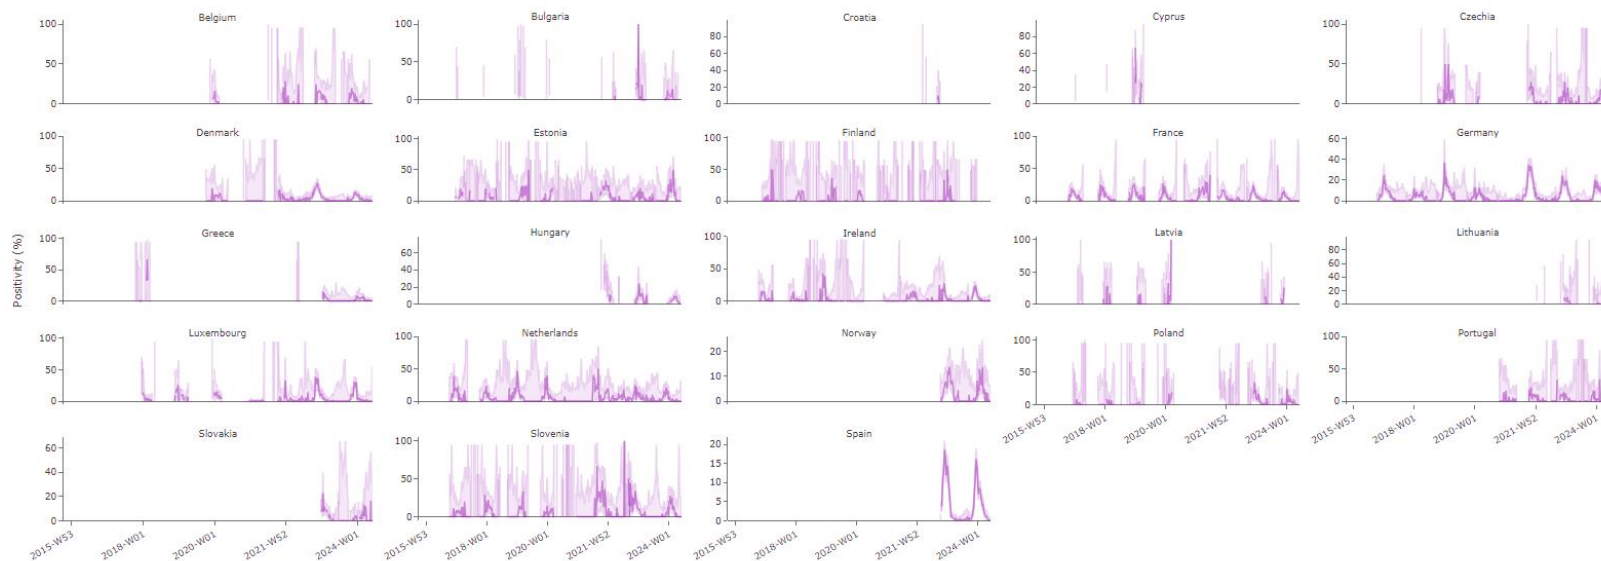 Belgium
Bulgaria
Croatia
Cyprus
Czechia
100
50
0
100
50
0
80
60
40
20
0
80
60
40
20
0
100
50
0
Denmark
Estonia
Finland
France
Germany
100
50
0
100
50
0
100
50
0
100
50
0
60
40
20
0
Positivity (%)
Greece
Hungary
Ireland
Latvia
Lithuania
100
50
0
60
40
20
0
100
50
0
100
50
0
80
60
40
20
0
Luxembourg
Netherlands
Norway
Poland
Portugal
100
50
0
100
50
0
20
10
0
100
50
0
100
50
0
2015-W53
2018-W01
2020-W01
2021-W52
2024-W01
2015-W53
2018-W01
2020-W01
2021-W52
2024-W01
Slovakia
Slovenia
Spain
60
40
20
0
100
50
0
20
15
10
5
0
2015-W53
2018-W01
2020-W01
2021-W52
2024-W01
2015-W53
2018-W01
2020-W01
2021-W52
2024-W01
2015-W53
2018-W01
2020-W01
2021-W52
2024-W01